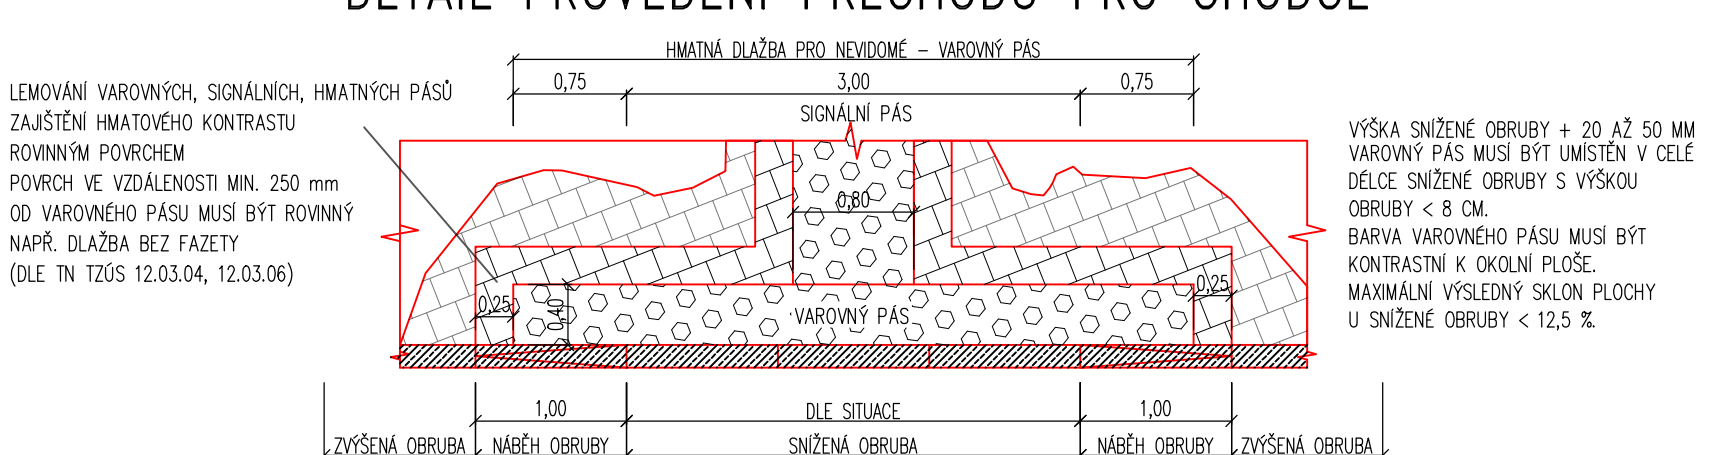 DETAIL PROVEDENÍ PŘECHODU PRO CHODCE
HMATNÁ DLAŽBA PRO NEVIDOMÉ – VAROVNÝ PÁS
0,75
3,00
0,75
SIGNÁLNÍ PÁS
LEMOVÁNÍ VAROVNÝCH, SIGNÁLNÍCH, HMATNÝCH PÁSŮ
ZAJIŠTĚNÍ HMATOVÉHO KONTRASTU
ROVINNÝM POVRCHEM
POVRCH VE VZDÁLENOSTI MIN. 250 mm
OD VAROVNÉHO PÁSU MUSÍ BÝT ROVINNÝ
NAPŘ. DLAŽBA BEZ FAZETY
(DLE TN TZÚS 12.03.04, 12.03.06)
0,80
0,25
0,40
VAROVNÝ PÁS
0,25
VÝŠKA SNÍŽENÉ OBRUBY + 20 AŽ 50 MM
VAROVNÝ PÁS MUSÍ BÝT UMÍSTĚN V CELÉ
DÉLCE SNÍŽENÉ OBRUBY S VÝŠKOU
OBRUBY < 8 CM.
BARVA VAROVNÉHO PÁSU MUSÍ BÝT
KONTRASTNÍ K OKOLNÍ PLOŠE.
MAXIMÁLNÍ VÝSLEDNÝ SKLON PLOCHY
U SNÍŽENÉ OBRUBY < 12,5 %.
1,00
DLE SITUACE
1,00
ZVÝŠENÁ OBRUBA
NÁBĚH OBRUBY
SNÍŽENÁ OBRUBA
NÁBĚH OBRUBY
ZVÝŠENÁ OBRUBA